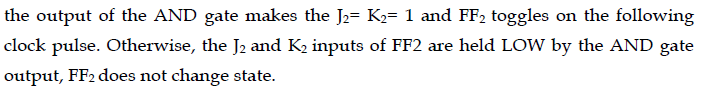 the output of the AND gate makes the J₂= K₂= 1 and FF₂ toggles on the following
clock pulse. Otherwise, the J₂ and K₂ inputs of FF2 are held LOW by the AND gate
output, FF₂ does not change state.